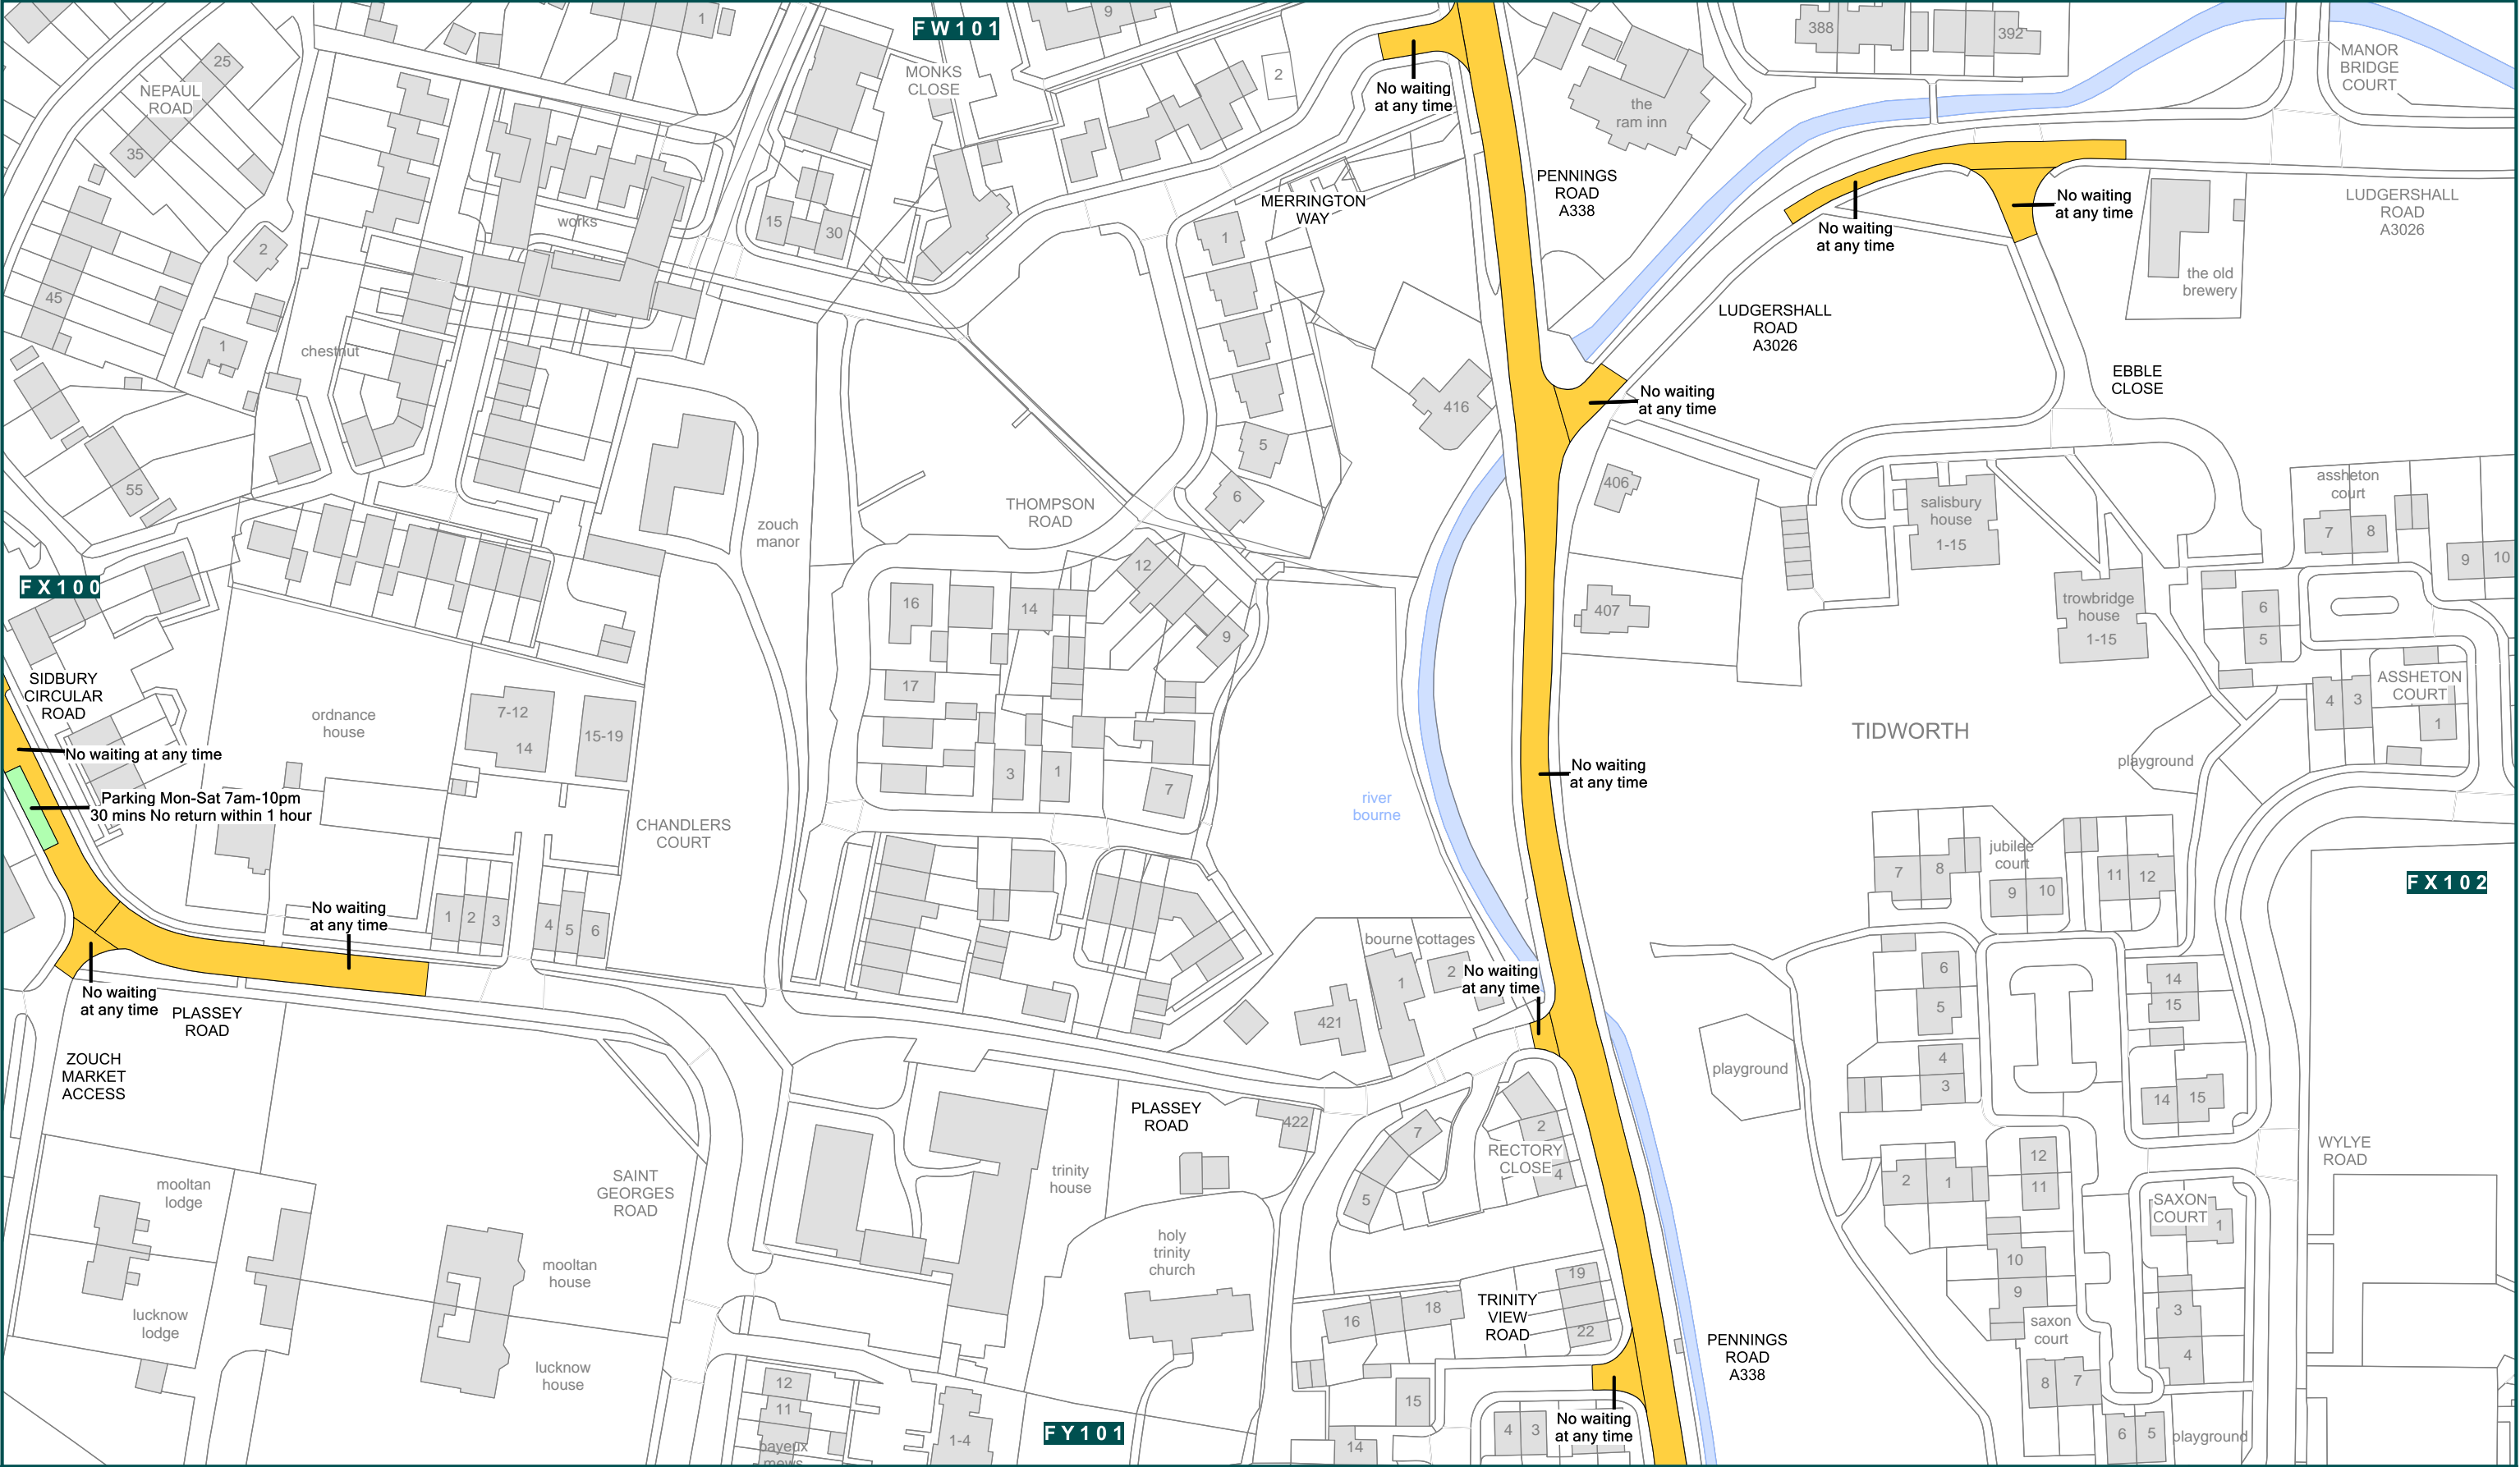 FW101
MONKS
CLOSE
9
1
2
25
NEPAUL
ROAD
35
45
2
1
55
works
chestnut
15
30
No waiting
at any time
MERRINGTON
WAY
1
5
6
416
PENNINGS
ROAD
A338
the
ram inn
388
392
MANOR
BRIDGE
COURT
No waiting
at any time
No waiting
at any time
LUDGERSHALL
ROAD
A3026
the old
brewery
LUDGERSHALL
ROAD
A3026
EBBLE
CLOSE
No waiting
at any time
zouch
manor
THOMPSON
ROAD
406
407
salisbury
house
1-15
trowbridge
house
1-15
assheton
court
7
8
9
10
6
5
4
3
1
ASSHETON
COURT
FX100
SIDBURY
CIRCULAR
ROAD
No waiting at any time
Parking Mon-Sat 7am-10pm
30 mins No return within 1 hour
ordnance
house
7-12
14
15-19
CHANDLERS
COURT
16
14
12
9
17
3
1
7
river
bourne
TIDWORTH
playground
No waiting
at any time
jubilee
court
7
8
9
10
11
12
FX102
No waiting
at any time
1
2
3
4
5
6
No waiting
at any time
PLASSEY
ROAD
ZOUCH
MARKET
ACCESS
bourne cottages
1
2
No waiting
at any time
421
6
5
4
3
14
15
14
15
playground
PLASSEY
ROAD
422
7
5
RECTORY
CLOSE
2
4
mooltan
lodge
lucknow
lodge
SAINT
GEORGES
ROAD
mooltan
house
lucknow
house
trinity
house
holy
trinity
church
2
1
12
11
10
9
WYLYE
ROAD
SAXON
COURT
1
3
4
saxon
court
8
7
6
5
playground
16
18
TRINITY
VIEW
ROAD
19
22
PENNINGS
ROAD
A338
15
14
4
3
No waiting
at any time
12
11
bayeux
mews
1-4
FY101